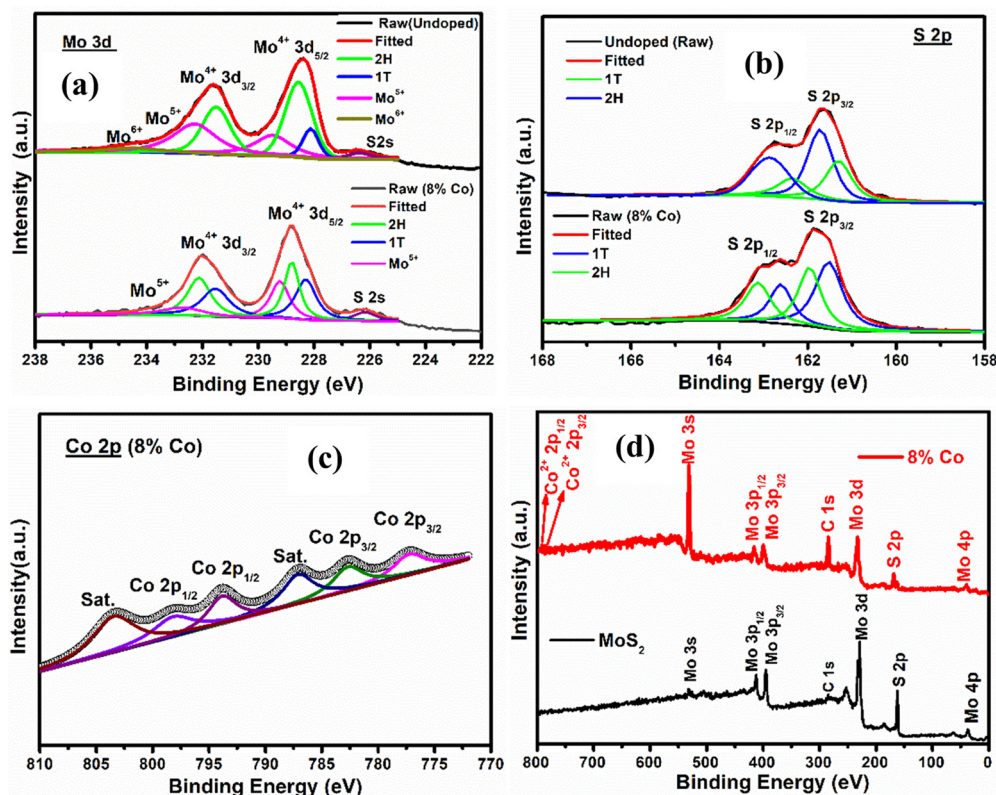 Mo 3d
(a)
Mo⁴⁺ 3d₅/₂
Mo⁴⁺ 3d₃/₂
Mo⁵⁺
Mo⁶⁺
S2s
Raw(Undoped)
Fitted
2H
1T
Mo⁵⁺
Mo⁶⁺
Mo⁴⁺ 3d₅/₂
Mo⁴⁺ 3d₃/₂
Mo⁵⁺
S 2s
Raw (8% Co)
Fitted
2H
1T
Mo⁵⁺
238 236 234 232 230 228 226 224 222
Binding Energy (eV)
Intensity (a.u.)
Undoped (Raw)
Fitted
1T
2H
(b)
S 2p
S 2p₃/₂
S 2p₁/₂
Raw (8% Co)
Fitted
1T
2H
S 2p₃/₂
S 2p₁/₂
168 166 164 162 160 158
Binding Energy (eV)
Intensity (a.u.)
Co 2p (8% Co)
(c)
Sat.
Co 2p₁/₂
Co 2p₁/₂
Sat.
Co 2p₃/₂
Co 2p₃/₂
810 804 798 792 786 780 774 770
Binding Energy (eV)
Intensity(a.u.)
Co²⁺ 2p₁/₂
Co²⁺ 2p₃/₂
Mo 3s
(d)
8% Co
Mo 3p₁/₂
Mo 3p₃/₂
C 1s
Mo 3d
S 2p
Mo 4p
MoS₂
Mo 3s
Mo 3p₁/₂
Mo 3p₃/₂
C 1s
Mo 3d
S 2p
Mo 4p
800 700 600 500 400 300 200 100 0
Binding Energy (eV)
Intensity(a.u.)